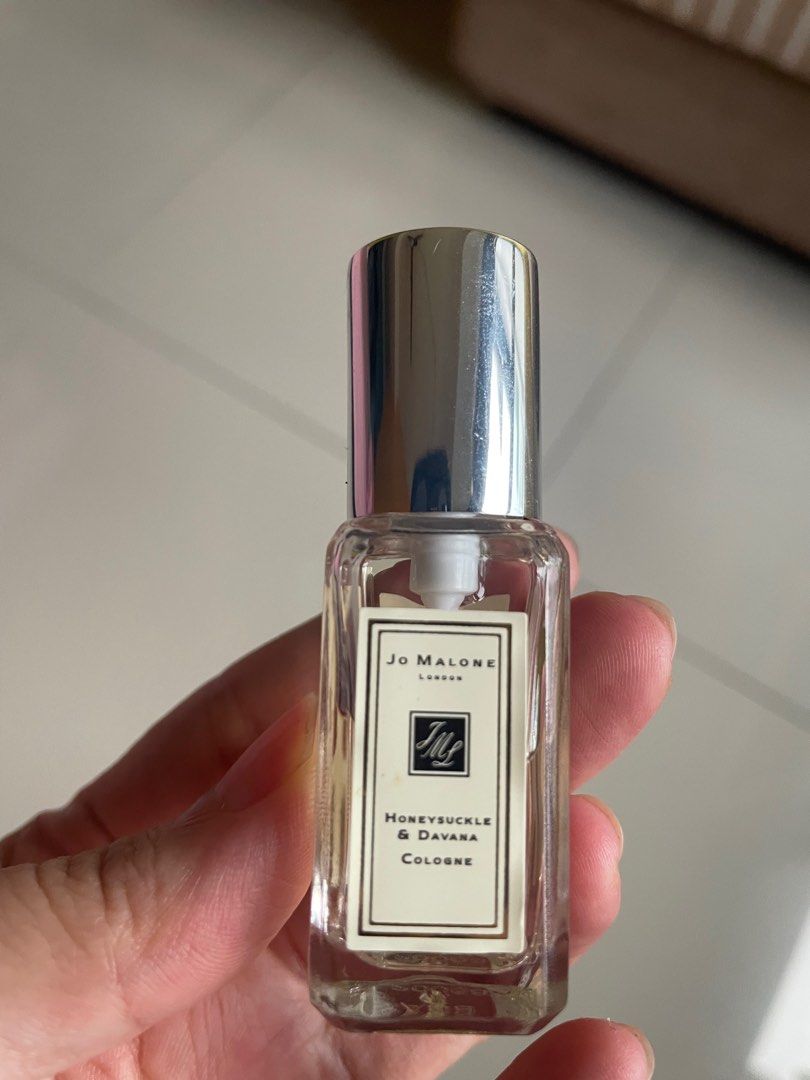 Jo Malone
London
JML
Honeysuckle
& Davana
Cologne